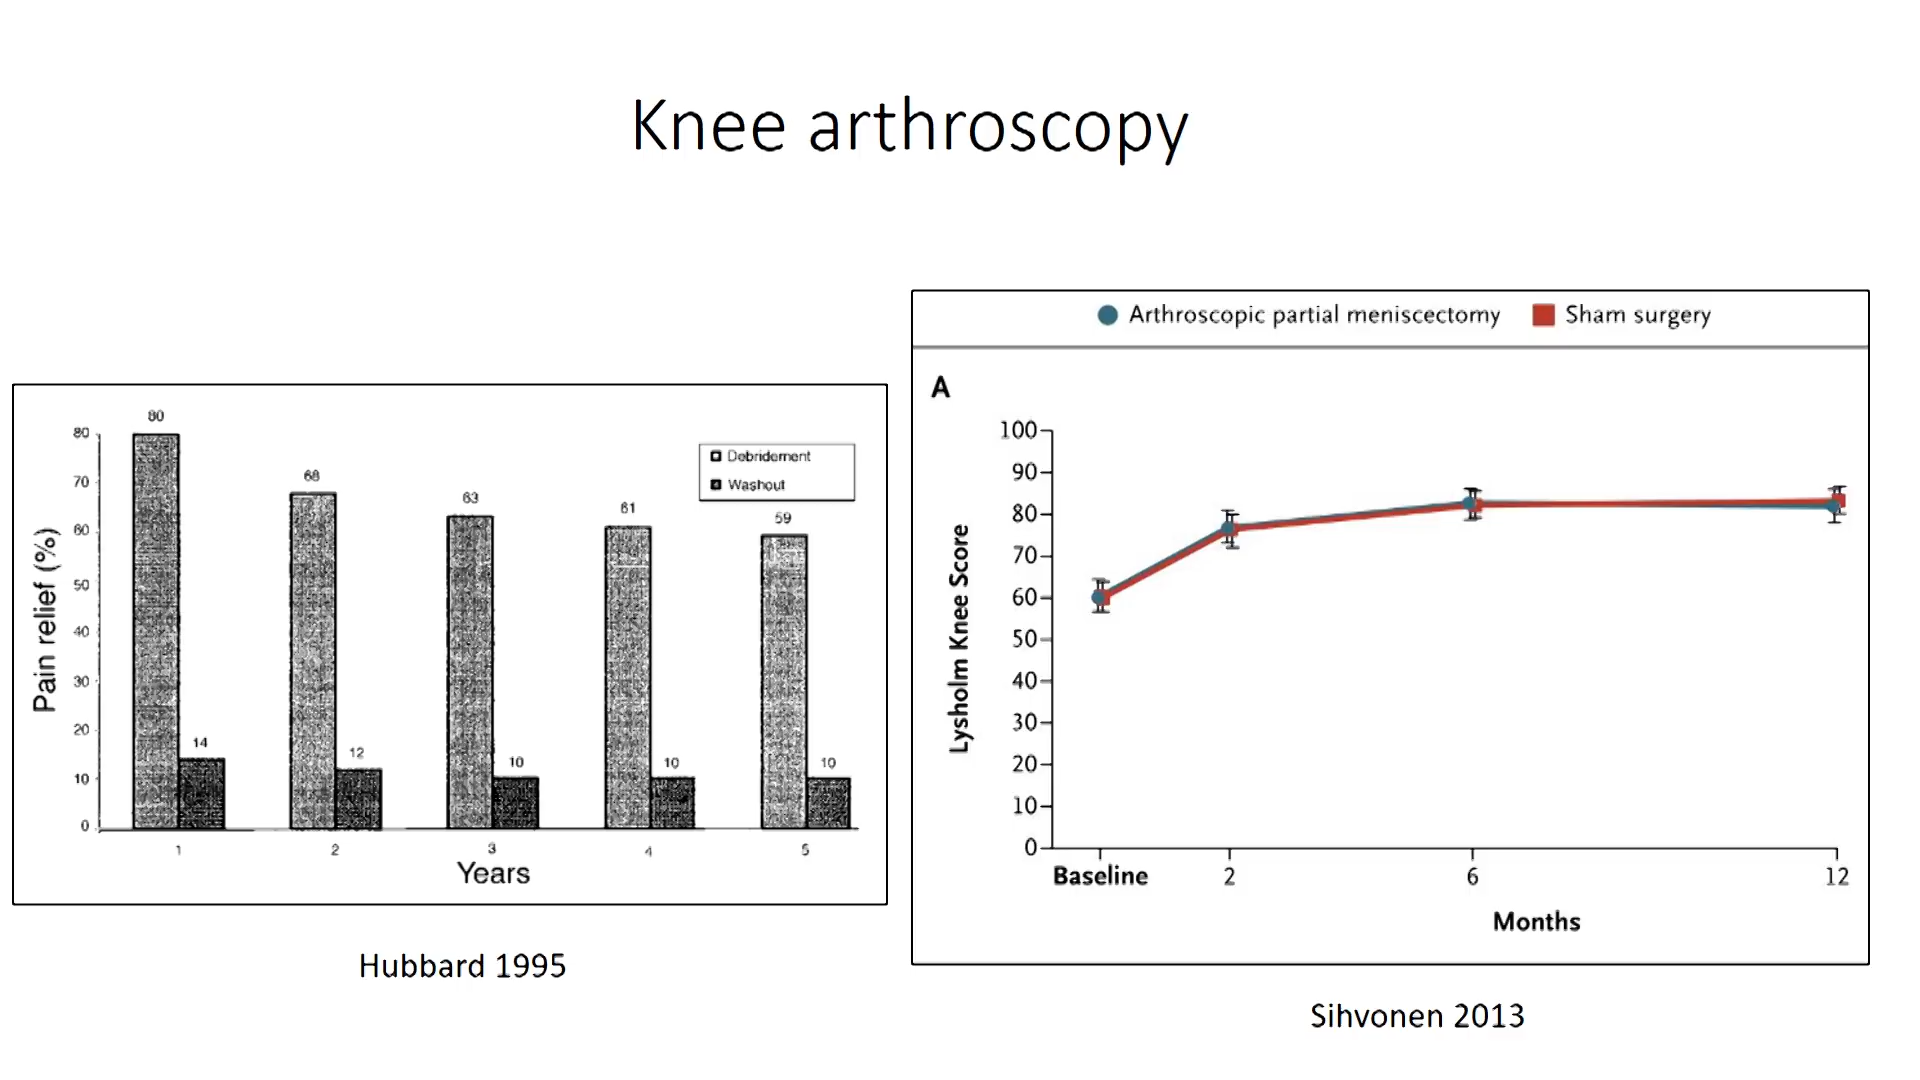 Knee arthroscopy
80
70
60
50
40
30
20
10
0
Pain relief (%)
80
14
68
12
63
10
61
10
59
10
Debridement
Washout
1 2 3 4 5
Years
Hubbard 1995
Arthroscopic partial meniscectomy Sham surgery
A
100
90
80
70
60
50
40
30
20
10
0
Lysholm Knee Score
Baseline 2 6 12
Months
Sihvonen 2013